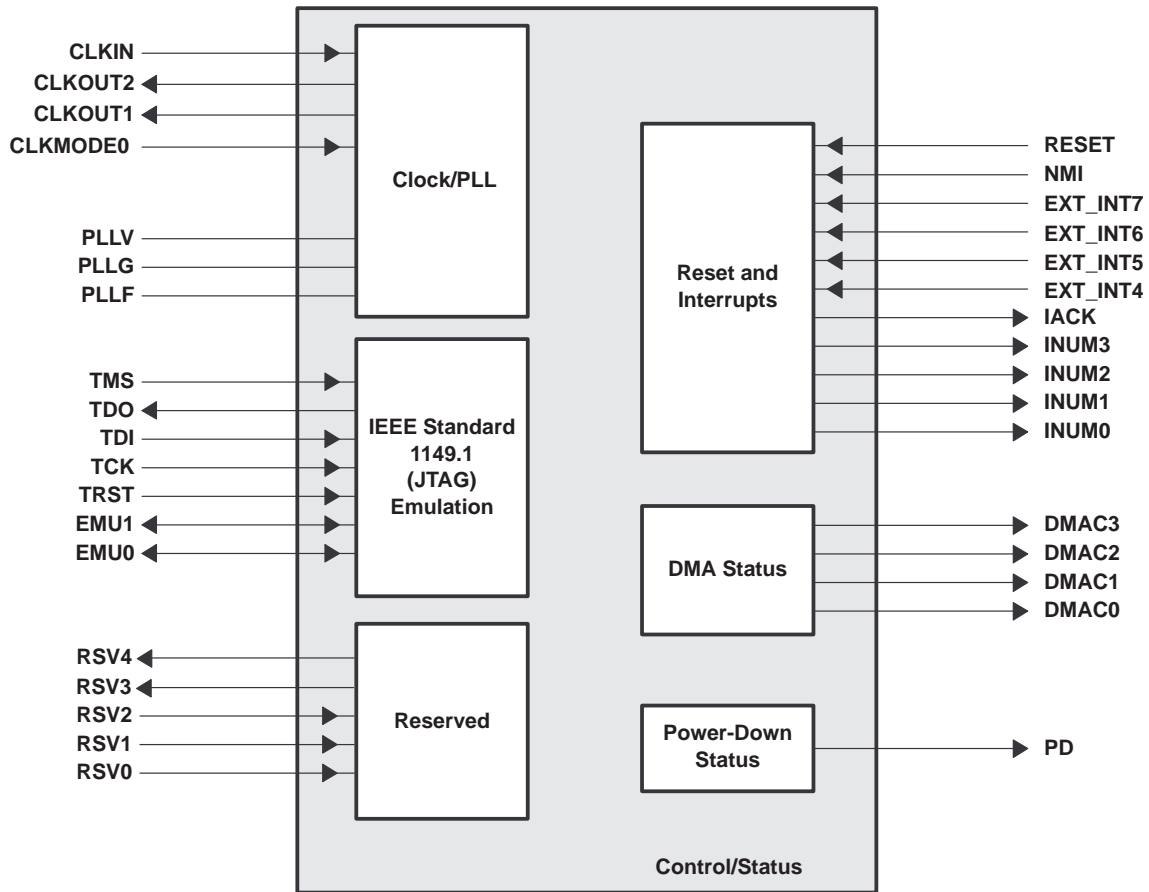 CLKIN
CLKOUT2
CLKOUT1
CLKMODE0
PLLV
PLLG
PLLF
Clock/PLL
TMS
TDO
TDI
TCK
TRST
EMU1
EMU0
IEEE Standard
1149.1
(JTAG)
Emulation
RSV4
RSV3
RSV2
RSV1
RSV0
Reserved
Reset and
Interrupts
RESET
NMI
EXT_INT7
EXT_INT6
EXT_INT5
EXT_INT4
IACK
INUM3
INUM2
INUM1
INUM0
DMA Status
DMAC3
DMAC2
DMAC1
DMAC0
Power-Down
Status
PD
Control/Status